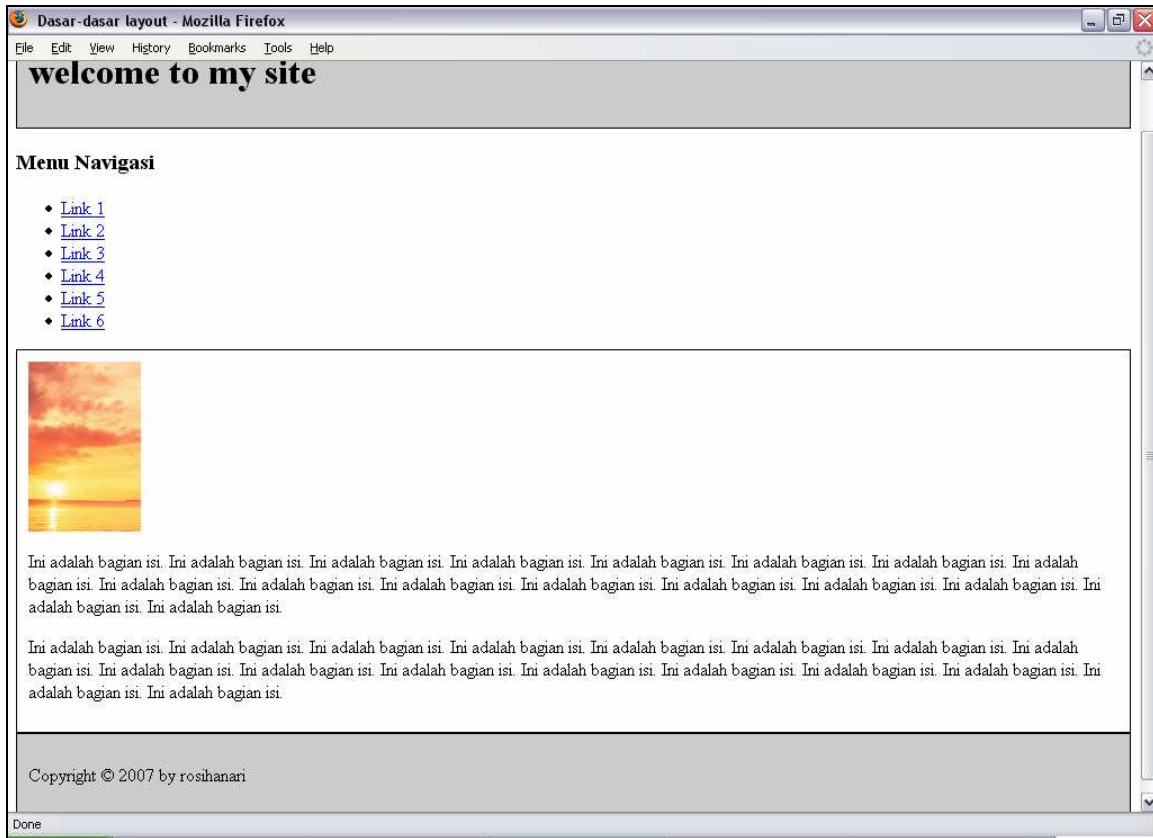 Dasar-dasar layout - Mozilla Firefox
File Edit View History Bookmarks Tools Help
welcome to my site
Menu Navigasi
Link 1
Link 2
Link 3
Link 4
Link 5
Link 6
Ini adalah bagian isi. Ini adalah bagian isi. Ini adalah bagian isi. Ini adalah bagian isi. Ini adalah bagian isi. Ini adalah bagian isi. Ini adalah bagian isi. Ini adalah
bagian isi. Ini adalah bagian isi. Ini adalah bagian isi. Ini adalah bagian isi. Ini adalah bagian isi. Ini adalah bagian isi. Ini adalah bagian isi. Ini
adalah bagian isi. Ini adalah bagian isi.
Ini adalah bagian isi. Ini adalah bagian isi. Ini adalah bagian isi. Ini adalah bagian isi. Ini adalah bagian isi. Ini adalah bagian isi. Ini adalah bagian isi. Ini adalah
bagian isi. Ini adalah bagian isi. Ini adalah bagian isi. Ini adalah bagian isi. Ini adalah bagian isi. Ini adalah bagian isi. Ini adalah bagian isi. Ini
adalah bagian isi. Ini adalah bagian isi.
Copyright © 2007 by rosihanari
Done